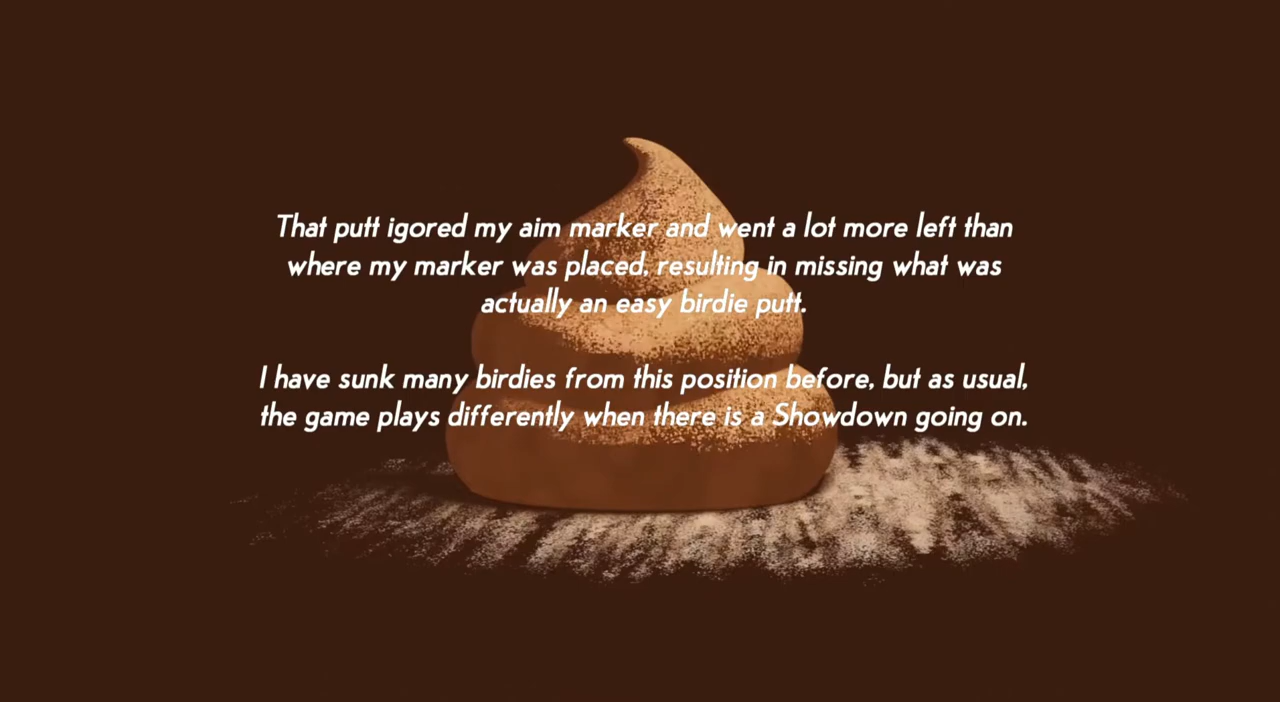 That putt igored my aim marker and went a lot more left than
where my marker was placed, resulting in missing what was
actually an easy birdie putt.
I have sunk many birdies from this position before, but as usual,
the game plays differently when there is a Showdown going on.